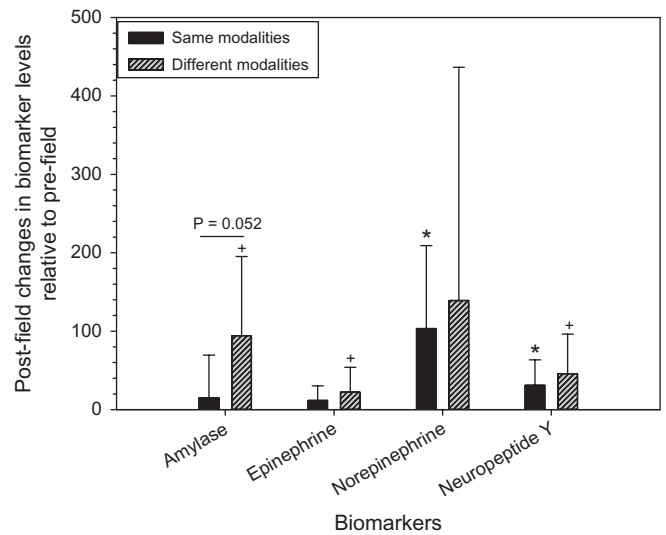 Post-field changes in biomarker levels
relative to pre-field
500
400
300
200
100
0
Same modalities
Different modalities
P = 0.052
+
+
*
*
+
Amylase
Epinephrine
Norepinephrine
Neuropeptide Y
Biomarkers